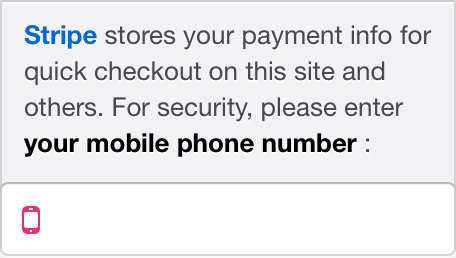 Stripe stores your payment info for
quick checkout on this site and
others. For security, please enter
your mobile phone number :